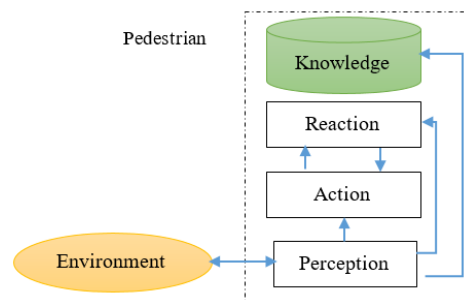 Pedestrian
Knowledge
Reaction
Action
Environment
Perception